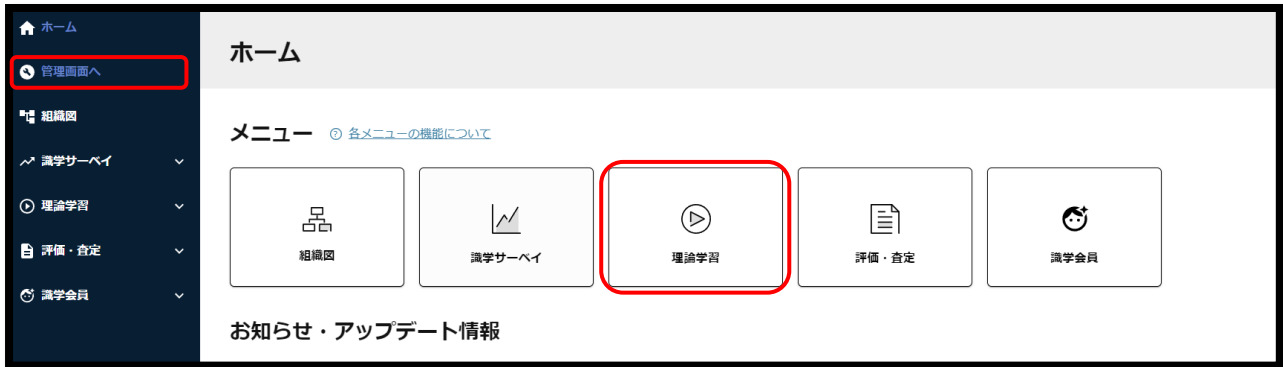 ホーム
管理画面へ
組織図
識学サーベイ
理論学習
評価・査定
識学会員
ホーム
メニュー 各メニューの機能について
組織図
識学サーベイ
理論学習
評価・査定
識学会員
お知らせ・アップデート情報